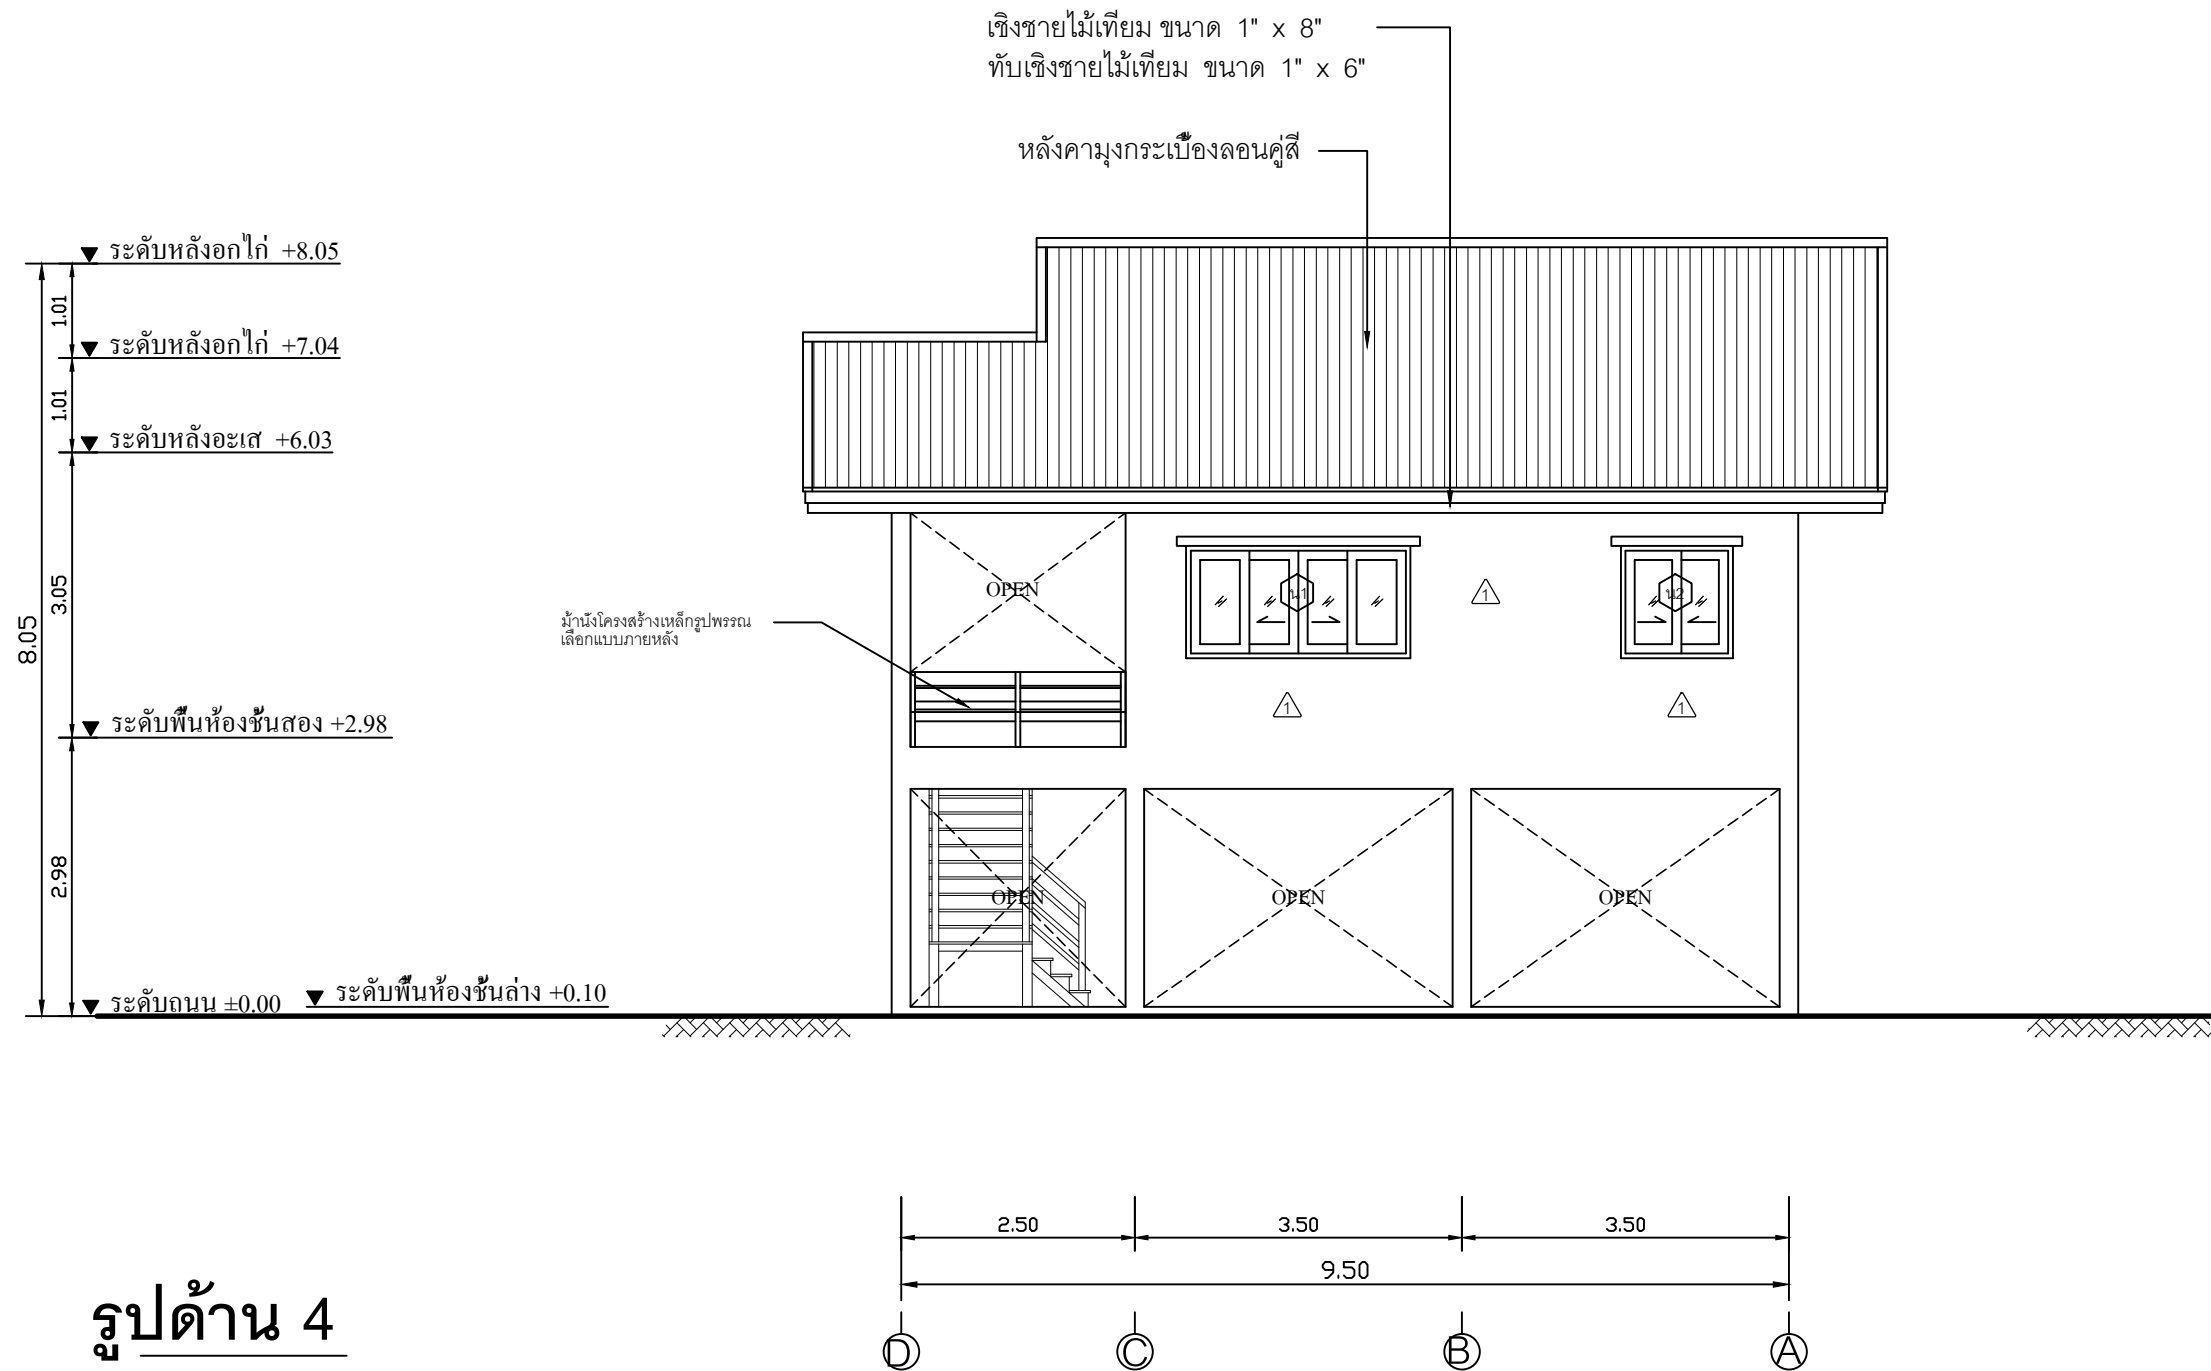 เชิงชายไม้เทียม ขนาด 1" x 8"
ทับเชิงชายไม้เทียม ขนาด 1" x 6"
หลังคามุงกระเบื้องลอนคู่สี
ระดับหลังอกไก่ +8.05
1.01
ระดับหลังอกไก่ +7.04
1.01
ระดับหลังอะเส +6.03
3.05
8.05
OPEN
น1
น2
1
ม้านั่งโครงสร้างเหล็กรูปพรรณ
เลือกแบบภายหลัง
1
1
ระดับพื้นห้องชั้นสอง +2.98
2.98
OPEN
OPEN
OPEN
ระดับถนน ±0.00
ระดับพื้นห้องชั้นล่าง +0.10
2.50
3.50
3.50
9.50
รูปด้าน 4
D
C
B
A